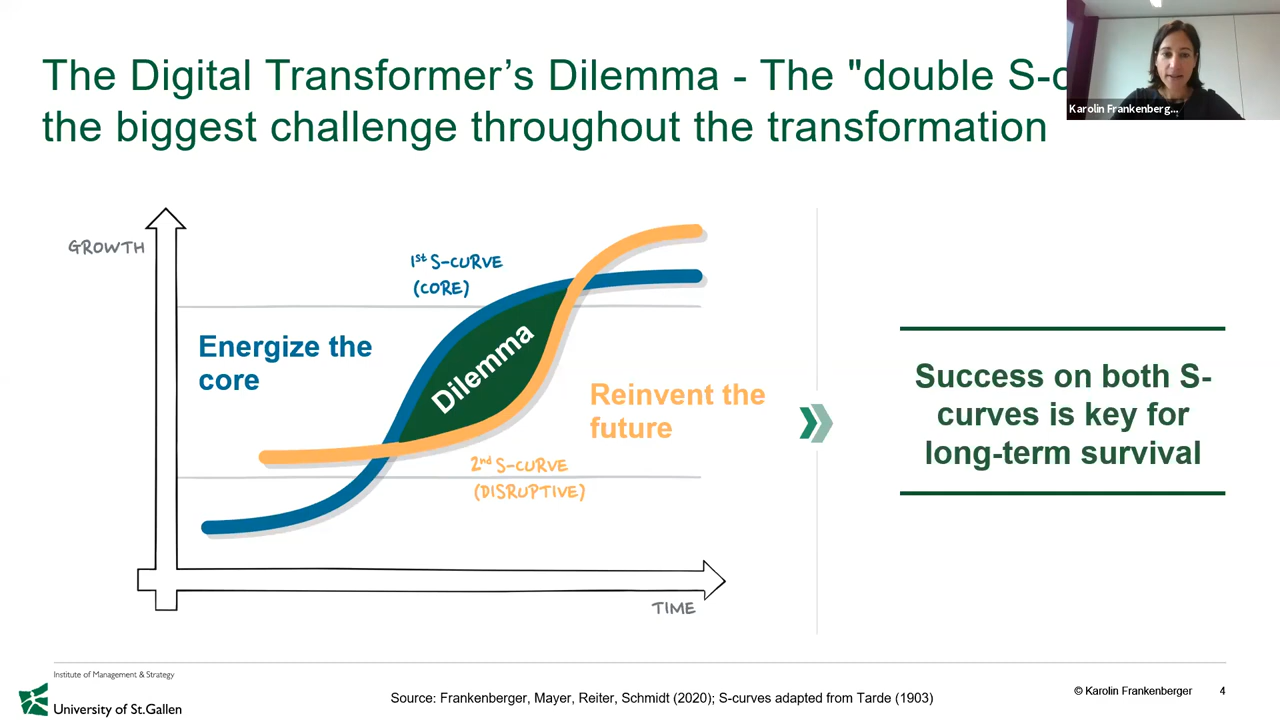 The Digital Transformer's Dilemma - The "double S-
the biggest challenge throughout the transformation
Karolin Frankenberg...
GROWTH
1st S-CURVE
(CORE)
Energize the
core
Dilemma
Reinvent the
future
2nd S-CURVE
(DISRUPTIVE)
TIME
Success on both S-
curves is key for
long-term survival
Institute of Management & Strategy
University of St.Gallen
Source: Frankenberger, Mayer, Reiter, Schmidt (2020); S-curves adapted from Tarde (1903)
© Karolin Frankenberger 4